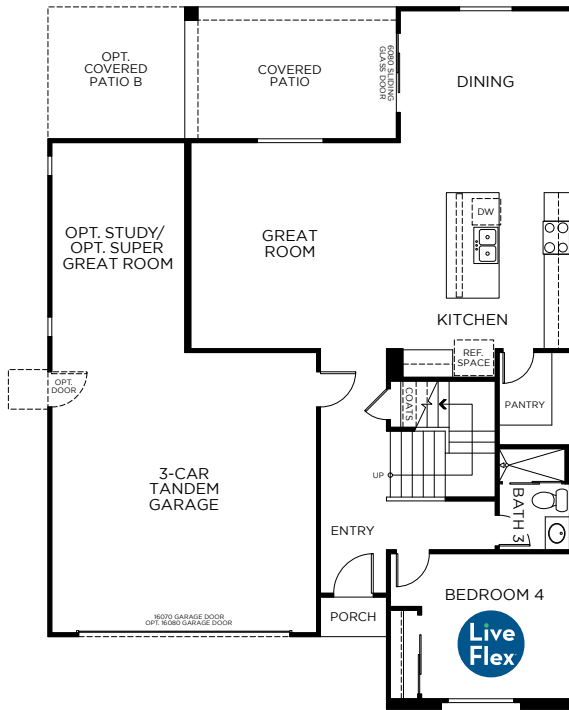 OPT.
COVERED
PATIO B
COVERED
PATIO
6080 SLIDING
GLASS DOOR
DINING
OPT. STUDY/
OPT. SUPER
GREAT ROOM
GREAT
ROOM
DW
KITCHEN
REF.
SPACE
OPT.
DOOR
COATS
PANTRY
UP
3-CAR
TANDEM
GARAGE
BATH 3
ENTRY
16070 GARAGE DOOR
OPT. 16080 GARAGE DOOR
PORCH
BEDROOM 4
Live
Flex